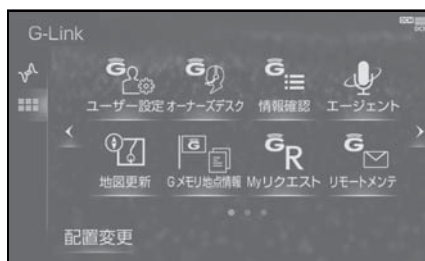 G-Link
DCM
ユーザー設定 オーナーズデスク 情報確認 エージェント
地図更新 Gメモリ地点情報 Myリクエスト リモートメンテ
配置変更